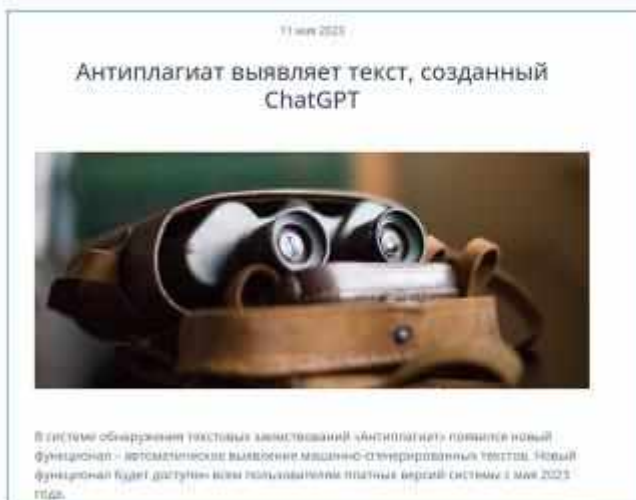 11 мая 2023
Антиплагиат выявляет текст, созданный
ChatGPT
В системе обнаружения текстовых заимствований «Антиплагиат» появился новый
функционал – автоматическое выявление машинно-сгенерированных текстов. Новый
функционал будет доступен всем пользователям платных версий системы с мая 2023
года.